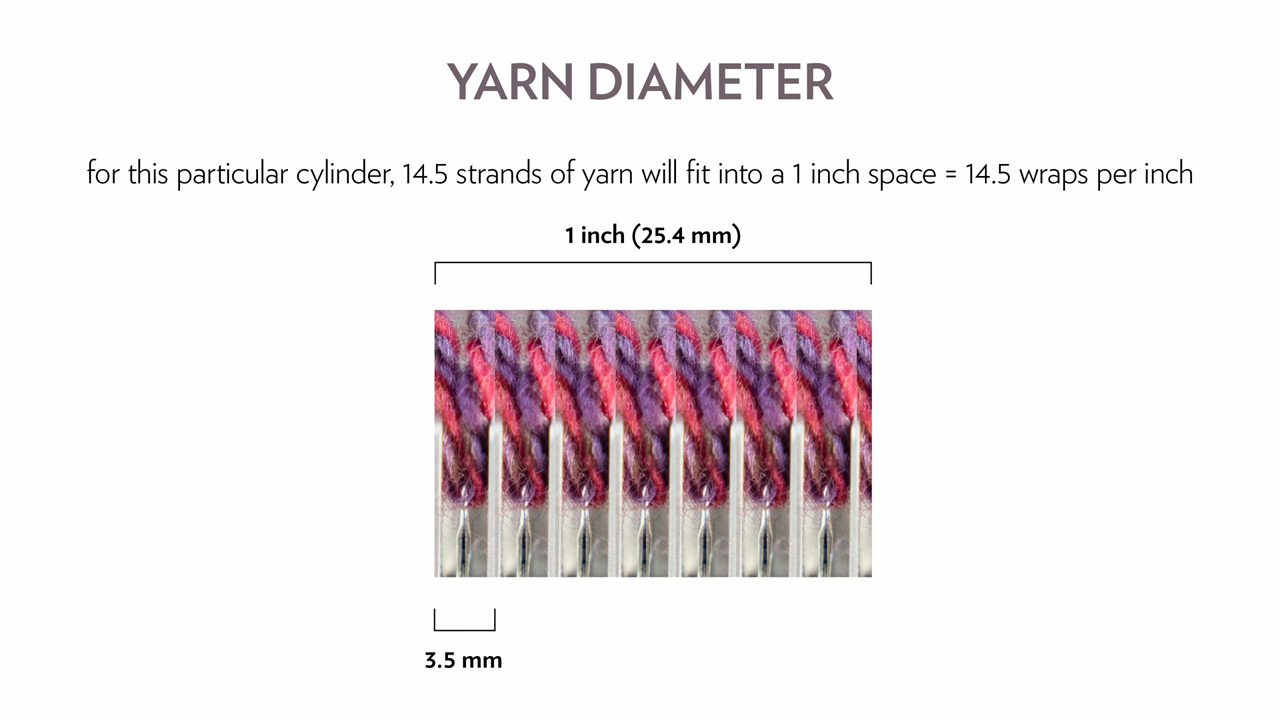 YARN DIAMETER
for this particular cylinder, 14.5 strands of yarn will fit into a 1 inch space = 14.5 wraps per inch
1 inch (25.4 mm)
3.5 mm